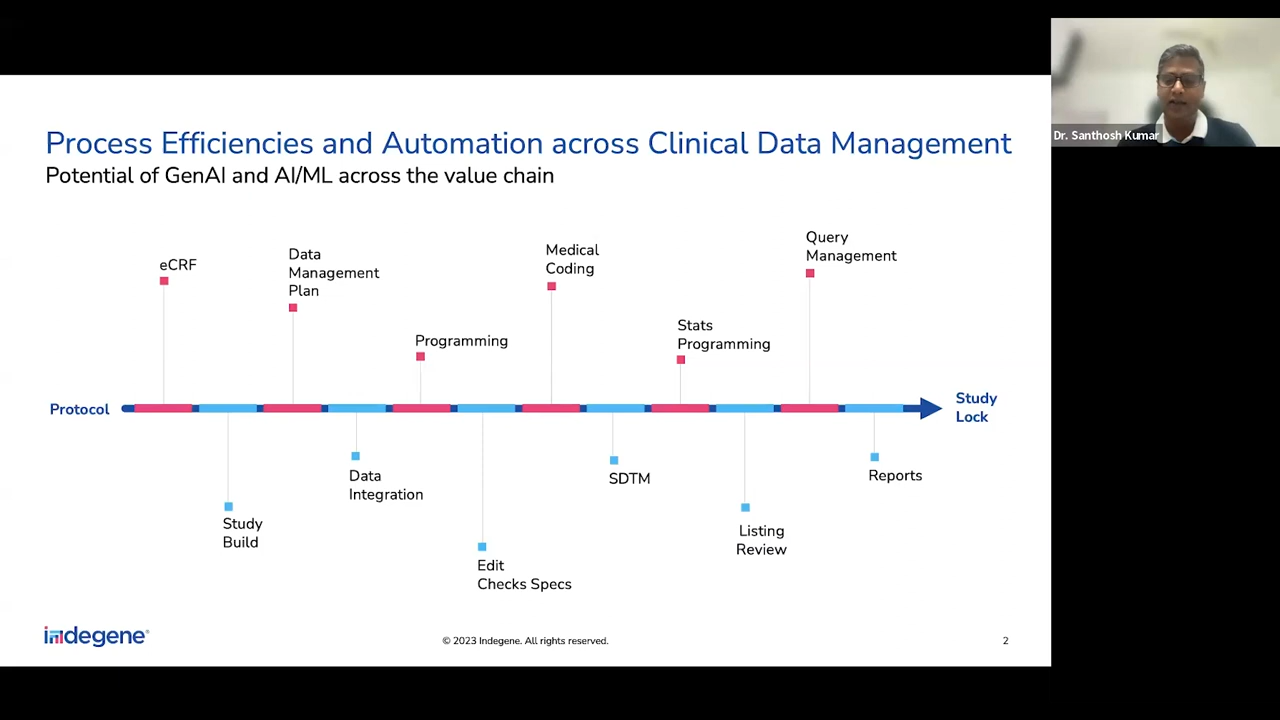 Dr. Santhosh Kumar
Process Efficiencies and Automation across Clinical Data Management
Potential of GenAI and AI/ML across the value chain
eCRF
Data
Management
Plan
Programming
Medical
Coding
Stats
Programming
Query
Management
Protocol
Study
Lock
Study
Build
Data
Integration
Edit
Checks Specs
SDTM
Listing
Review
Reports
indegene®
© 2023 Indegene. All rights reserved.
2